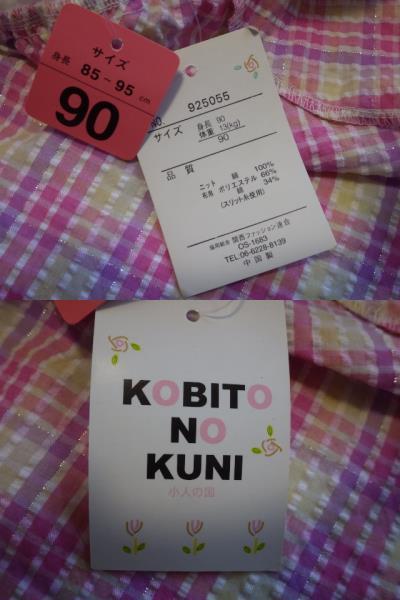 サイズ
身長
85-95 cm
90
NO. 925055
サイズ 身長 90
体重 13(kg)
90
品質
ニット 綿 100%
布帛 ポリエステル 66%
綿 34%
(スリット糸使用)
関西ファッション連合
OS-1683
TEL.06-6228-8139
中国製
KOBITO
NO
KUNI
小人の国